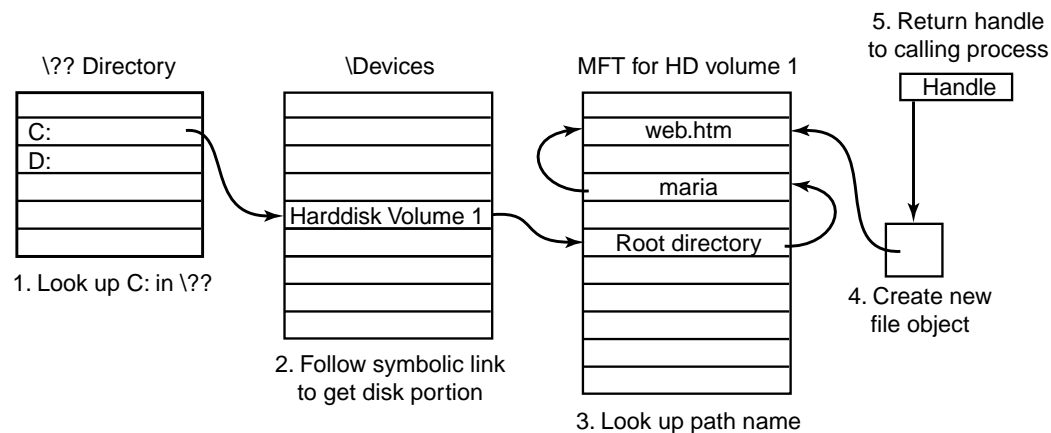 5. Return handle
to calling process
\?? Directory
\Devices
MFT for HD volume 1
Handle
C:
D:
web.htm
maria
Harddisk Volume 1
Root directory
1. Look up C: in \??
4. Create new
file object
2. Follow symbolic link
to get disk portion
3. Look up path name